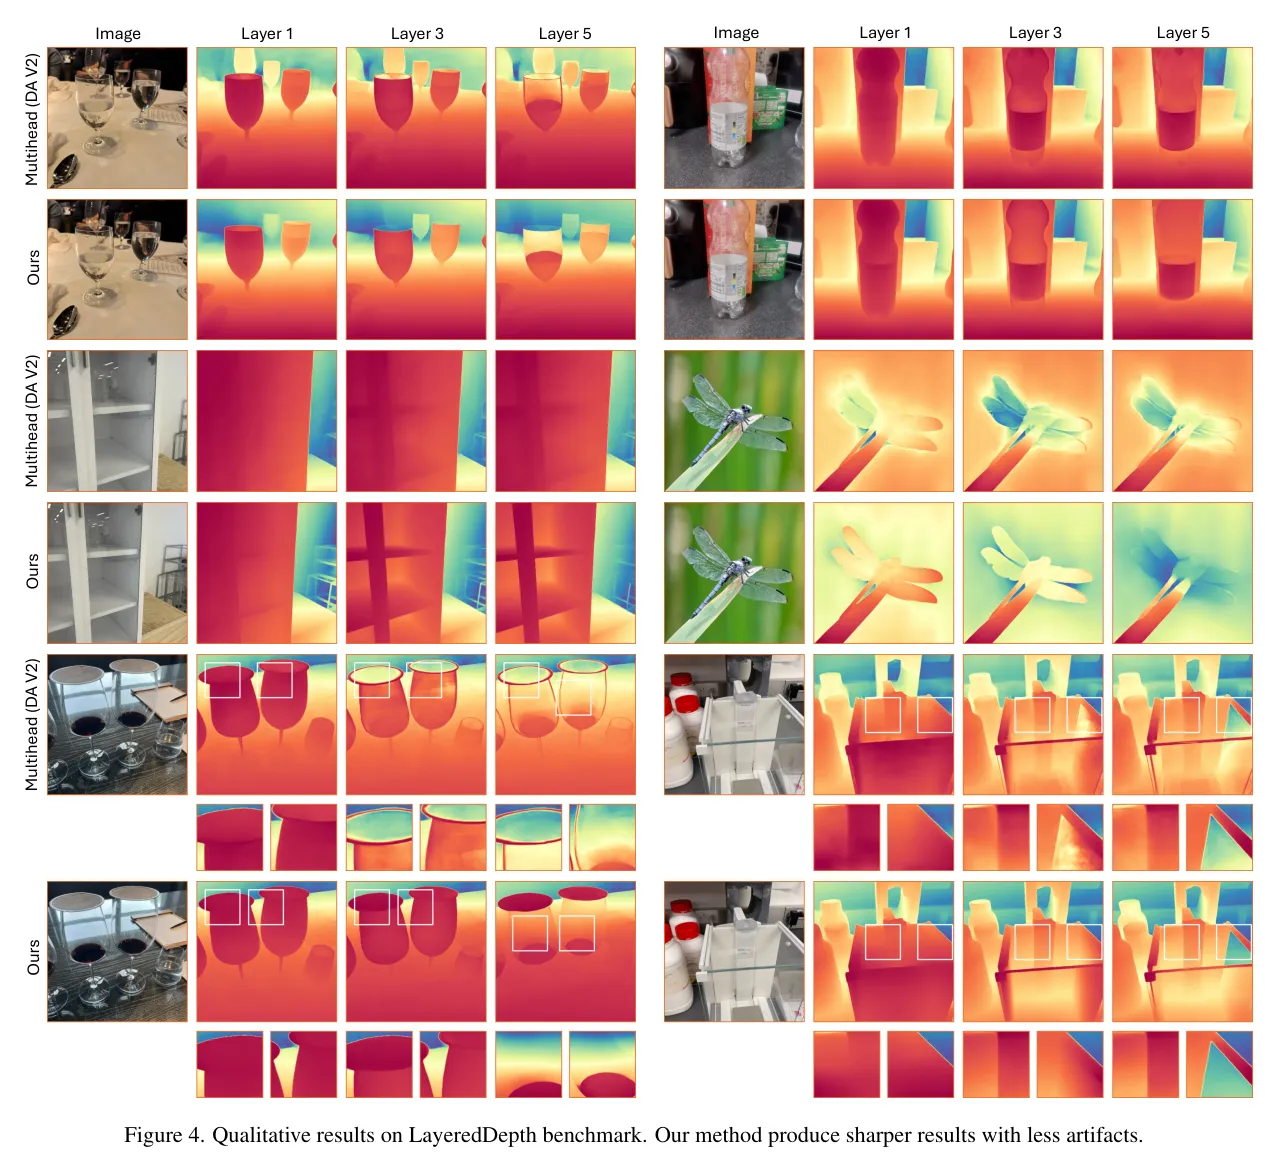 Image Layer 1 Layer 3 Layer 5 Image Layer 1 Layer 3 Layer 5
Multihead (DA V2)
Ours
Multihead (DA V2)
Ours
Multihead (DA V2)
Ours
Figure 4. Qualitative results on LayeredDepth benchmark. Our method produce sharper results with less artifacts.